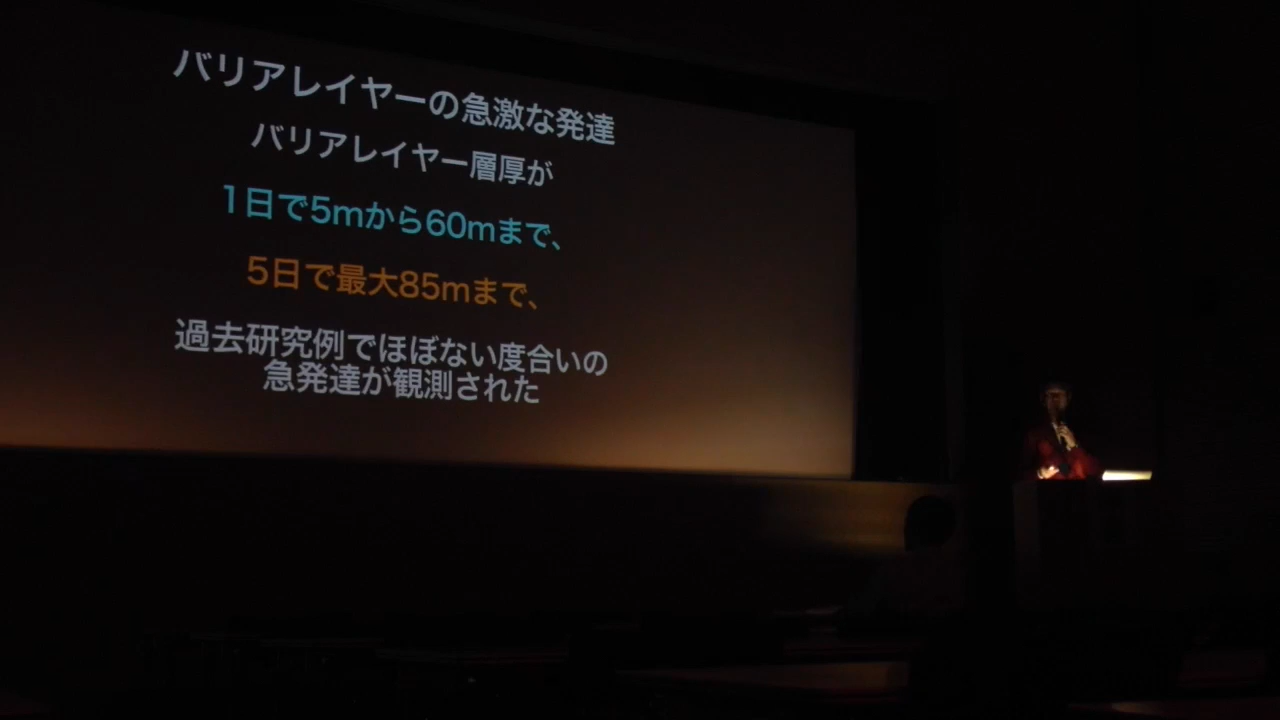 バリアレイヤーの急激な発達
バリアレイヤー層厚が
1日で5mから60mまで、
5日で最大85mまで、
過去研究例でほぼない度合いの
急発達が観測された